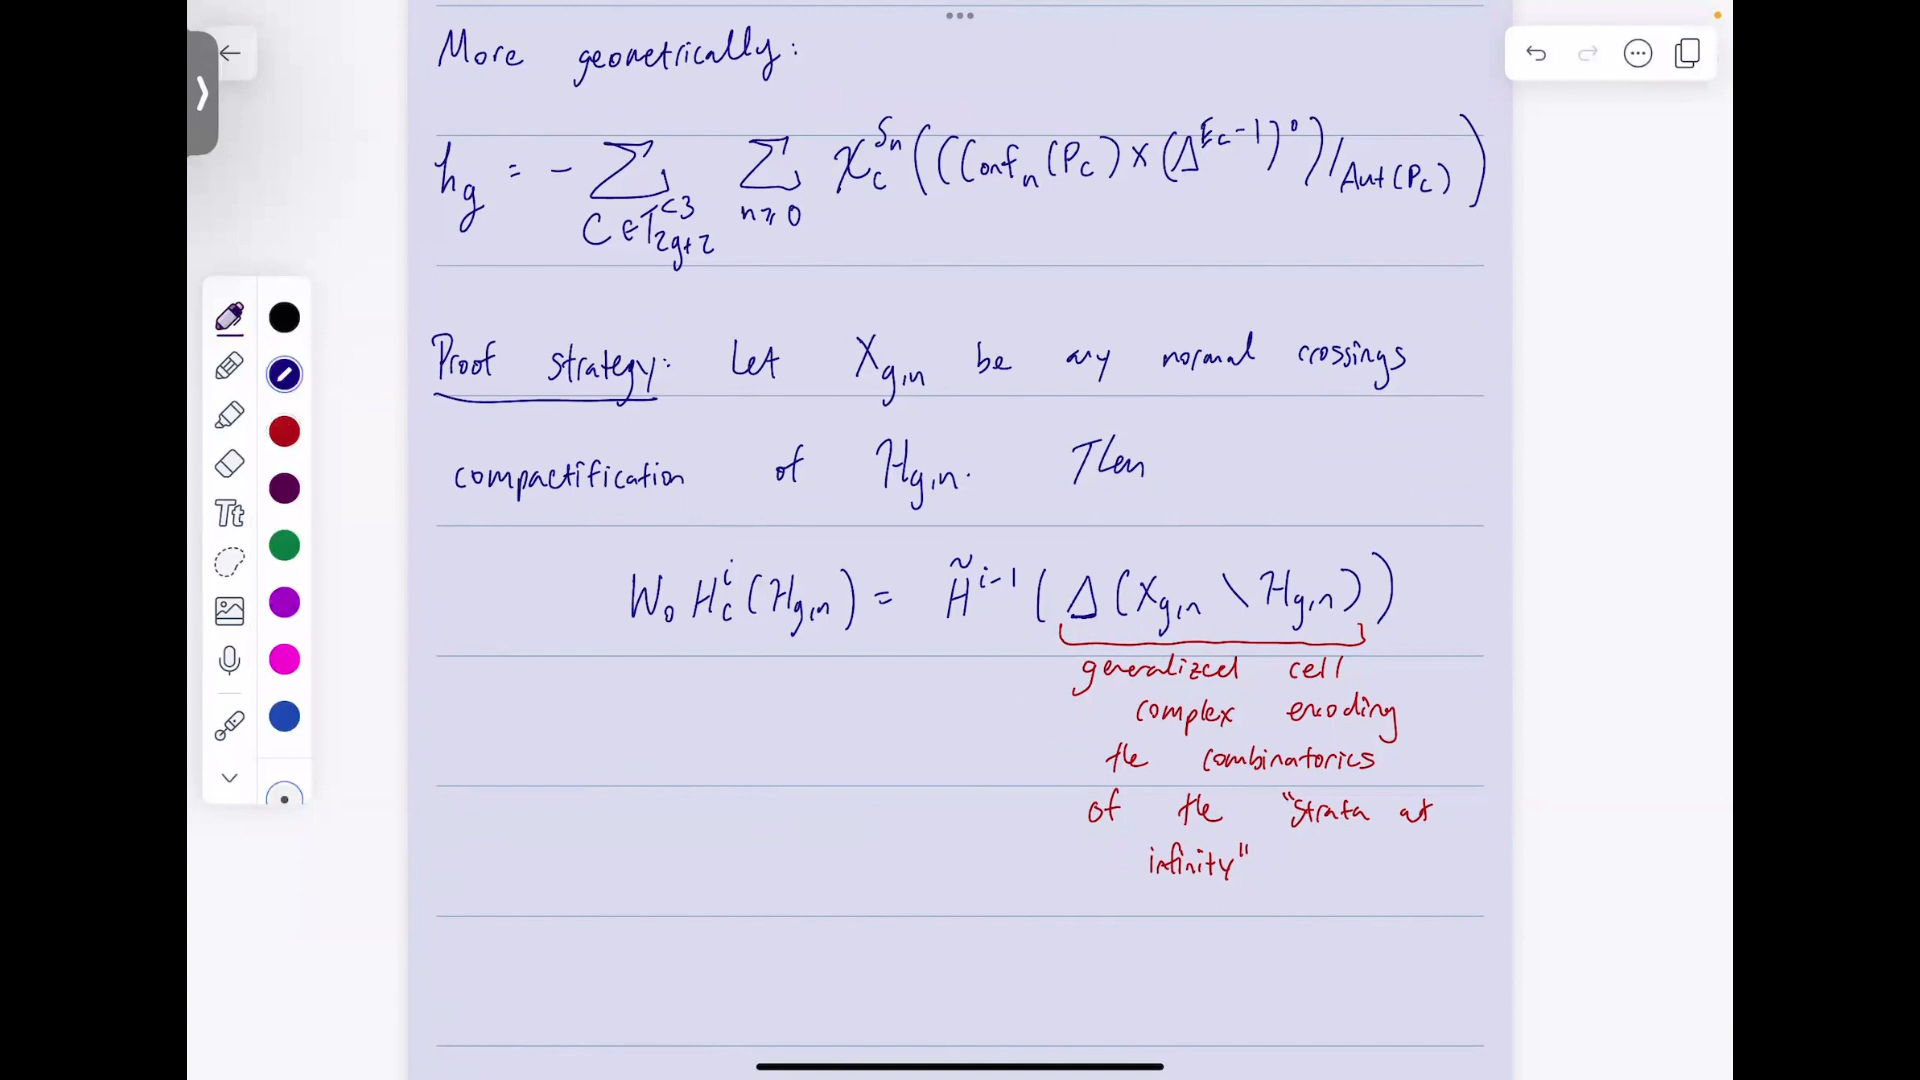 More geometrically:
h_g = - ∑_{C ∈ T_{2g+2}^{<3}} ∑_{n≥0} χ_c^{S_n} (((Conf_n(P_C) × (Δ^{E_C-1})°) / Aut(P_C))
Proof strategy: Let X_{g,n} be any normal crossings
compactification of H_{g,n}. Then
W_0 H_c^i (H_{g,n}) = H̃^{i-1} (Δ(X_{g,n} \ H_{g,n}))
generalized cell
complex encoding
the combinatorics
of the "strata at
infinity"
Tt